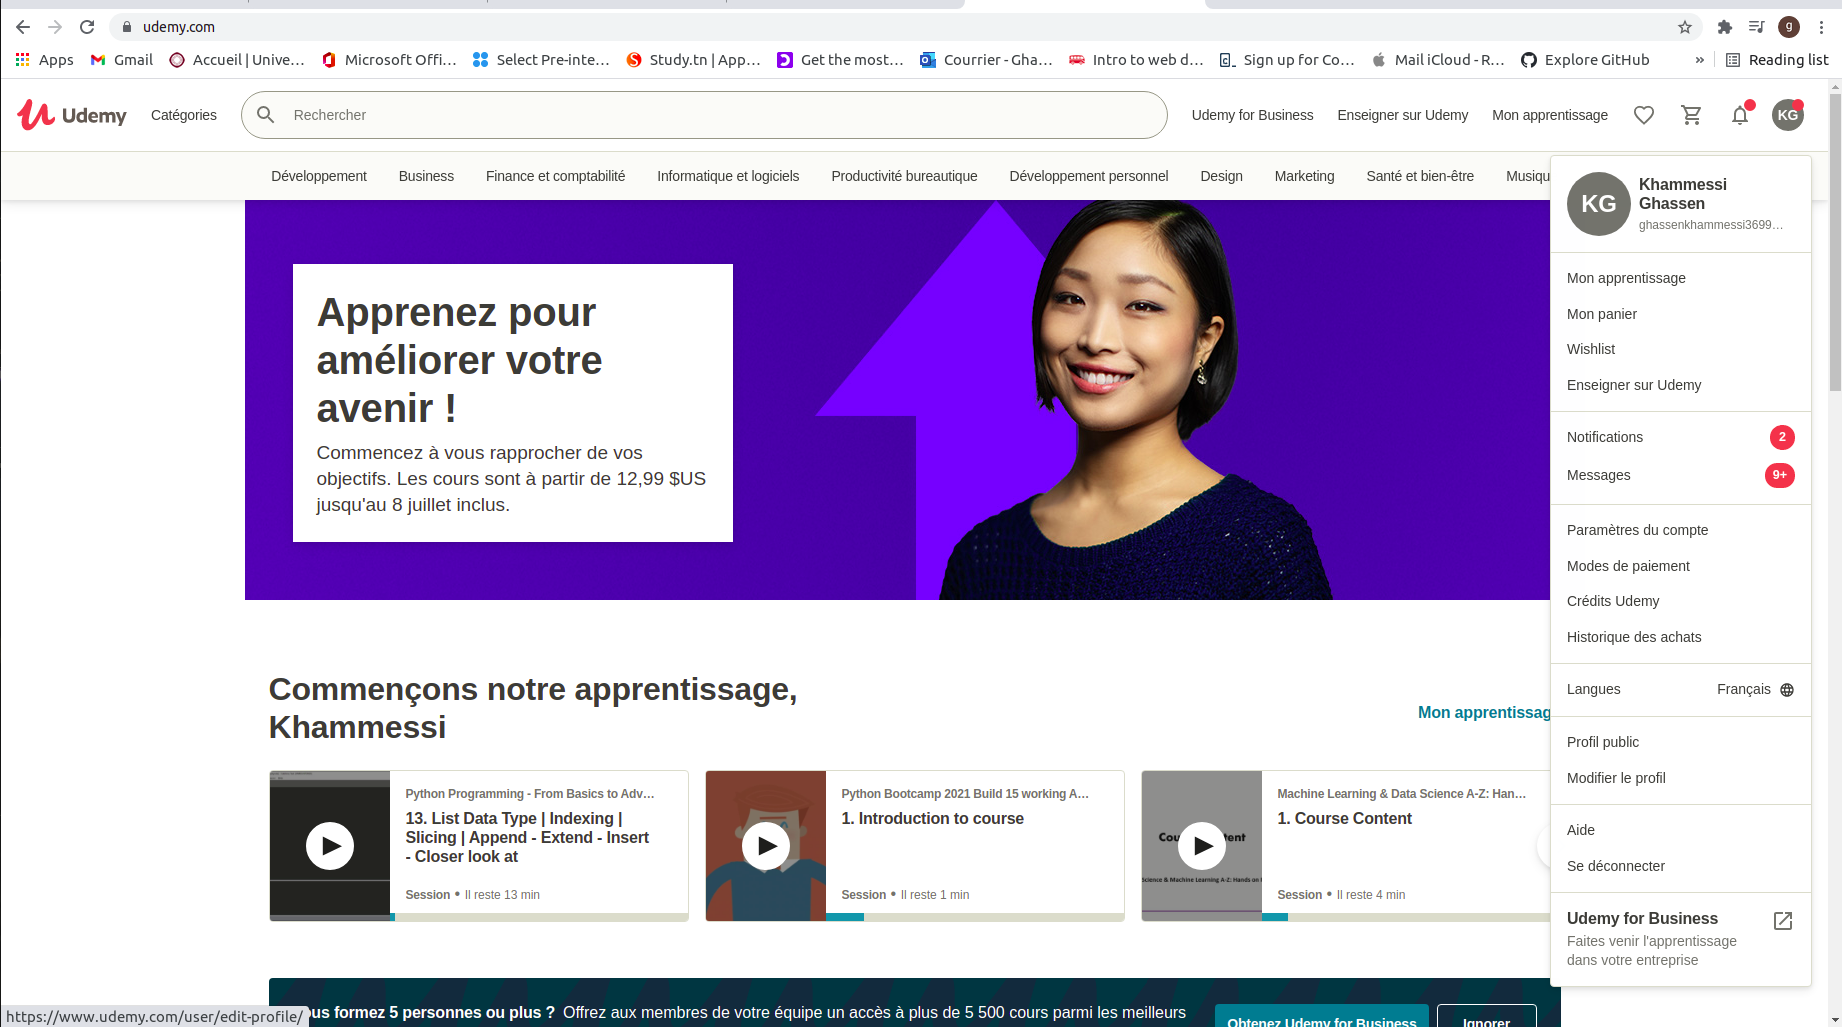 udemy.com
g
Apps
Gmail
Accueil | Unive...
Microsoft Offi...
Select Pre-inte...
Study.tn | App...
Get the most...
Courrier - Gha...
Intro to web d...
Sign up for Co...
Mail iCloud - R...
Explore GitHub
»
Reading list
Udemy
Catégories
Rechercher
Udemy for Business
Enseigner sur Udemy
Mon apprentissage
KG
Développement
Business
Finance et comptabilité
Informatique et logiciels
Productivité bureautique
Développement personnel
Design
Marketing
Santé et bien-être
Musiqu
Apprenez pour
améliorer votre
avenir !
Commencez à vous rapprocher de vos
objectifs. Les cours sont à partir de 12,99 $US
jusqu'au 8 juillet inclus.
KG
Khammessi
Ghassen
ghassenkhammessi3699...
Mon apprentissage
Mon panier
Wishlist
Enseigner sur Udemy
Notifications 2
Messages 9+
Paramètres du compte
Modes de paiement
Crédits Udemy
Historique des achats
Langues Français
Profil public
Modifier le profil
Aide
Se déconnecter
Udemy for Business
Faites venir l'apprentissage
dans votre entreprise
Commençons notre apprentissage,
Khammessi
Mon apprentissag
Python Programming - From Basics to Adv...
13. List Data Type | Indexing |
Slicing | Append - Extend - Insert
- Closer look at
Session • Il reste 13 min
Python Bootcamp 2021 Build 15 working A...
1. Introduction to course
Session • Il reste 1 min
Cou tent
Science & Machine Learning A-Z: Hands on
Machine Learning & Data Science A-Z: Han...
1. Course Content
Session • Il reste 4 min
ous formez 5 personnes ou plus ? Offrez aux membres de votre équipe un accès à plus de 5 500 cours parmi les meilleurs
Obtenez Udemy for Business
Ignorer
https://www.udemy.com/user/edit-profile/